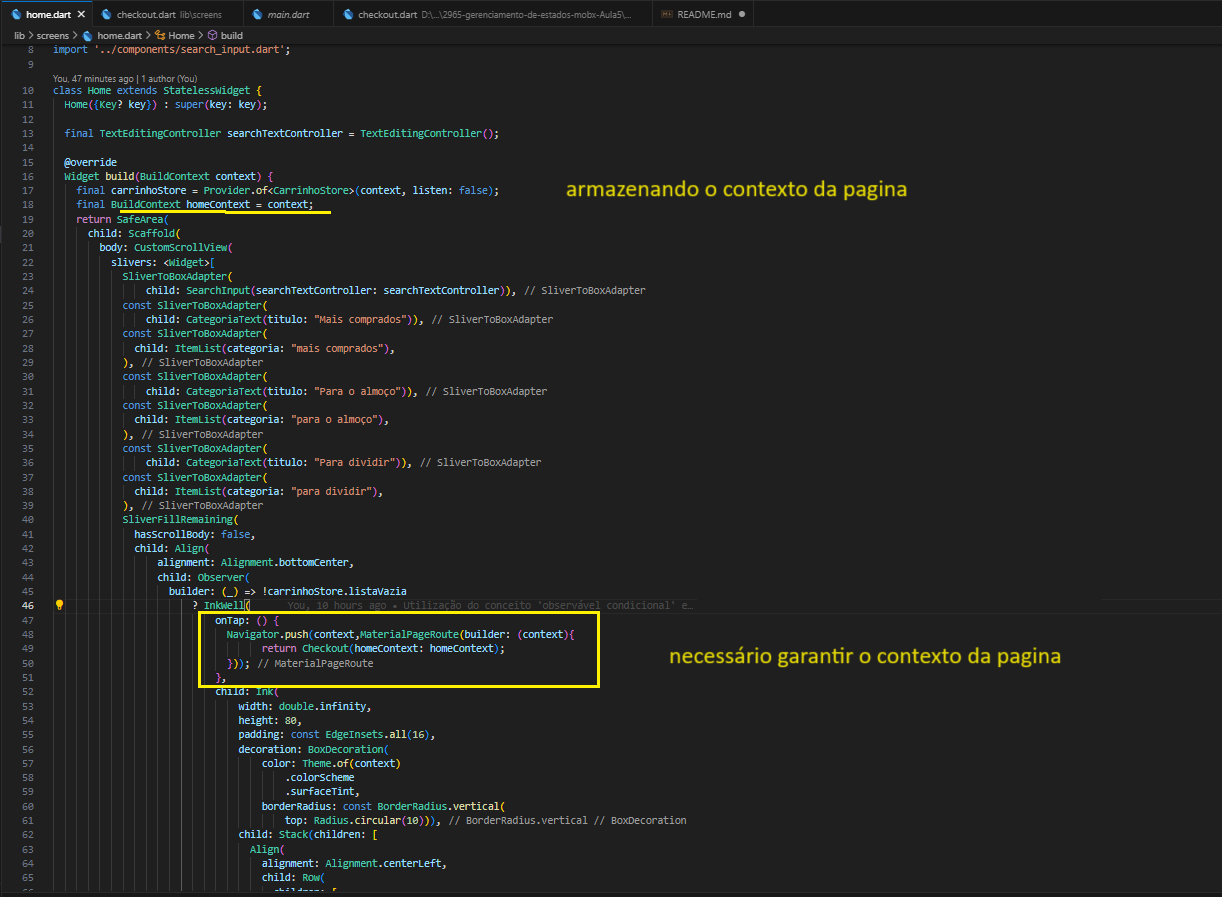 home.dart
checkout.dart lib\screens
main.dart
checkout.dart D:\...\2965-gerenciamento-de-estados-mobx-Aula5\...
README.md
lib > screens > home.dart > Home > build
8 import '../components/search_input.dart';
9
You, 47 minutes ago | 1 author (You)
10 class Home extends StatelessWidget {
11 Home({Key? key}) : super(key: key);
12
13 final TextEditingController searchTextController = TextEditingController();
14
15 @override
16 Widget build(BuildContext context) {
17 final carrinhoStore = Provider.of<CarrinhoStore>(context, listen: false);
armazenando o contexto da pagina
18 final BuildContext homeContext = context;
19 return SafeArea(
20 child: Scaffold(
21 body: CustomScrollView(
22 slivers: <Widget>[
23 SliverToBoxAdapter(
24 child: SearchInput(searchTextController: searchTextController)), // SliverToBoxAdapter
25 const SliverToBoxAdapter(
26 child: CategoriaText(titulo: "Mais comprados")), // SliverToBoxAdapter
27 const SliverToBoxAdapter(
28 child: ItemList(categoria: "mais comprados"),
29 ), // SliverToBoxAdapter
30 const SliverToBoxAdapter(
31 child: CategoriaText(titulo: "Para o almoço")), // SliverToBoxAdapter
32 const SliverToBoxAdapter(
33 child: ItemList(categoria: "para o almoço"),
34 ), // SliverToBoxAdapter
35 const SliverToBoxAdapter(
36 child: CategoriaText(titulo: "Para dividir")), // SliverToBoxAdapter
37 const SliverToBoxAdapter(
38 child: ItemList(categoria: "para dividir"),
39 ), // SliverToBoxAdapter
40 SliverFillRemaining(
41 hasScrollBody: false,
42 child: Align(
43 alignment: Alignment.bottomCenter,
44 child: Observer(
45 builder: (_) => !carrinhoStore.listaVazia
46 ? InkWell( You, 10 hours ago • Utilização do conceito 'observável condicional' e…
47 onTap: () {
48 Navigator.push(context,MaterialPageRoute(builder: (context){
49 return Checkout(homeContext: homeContext);
necessário garantir o contexto da pagina
50 })); // MaterialPageRoute
51 },
52 child: Ink(
53 width: double.infinity,
54 height: 80,
55 padding: const EdgeInsets.all(16),
56 decoration: BoxDecoration(
57 color: Theme.of(context)
58 .colorScheme
59 .surfaceTint,
60 borderRadius: const BorderRadius.vertical(
61 top: Radius.circular(10))), // BorderRadius.vertical // BoxDecoration
62 child: Stack(children: [
63 Align(
64 alignment: Alignment.centerLeft,
65 child: Row(